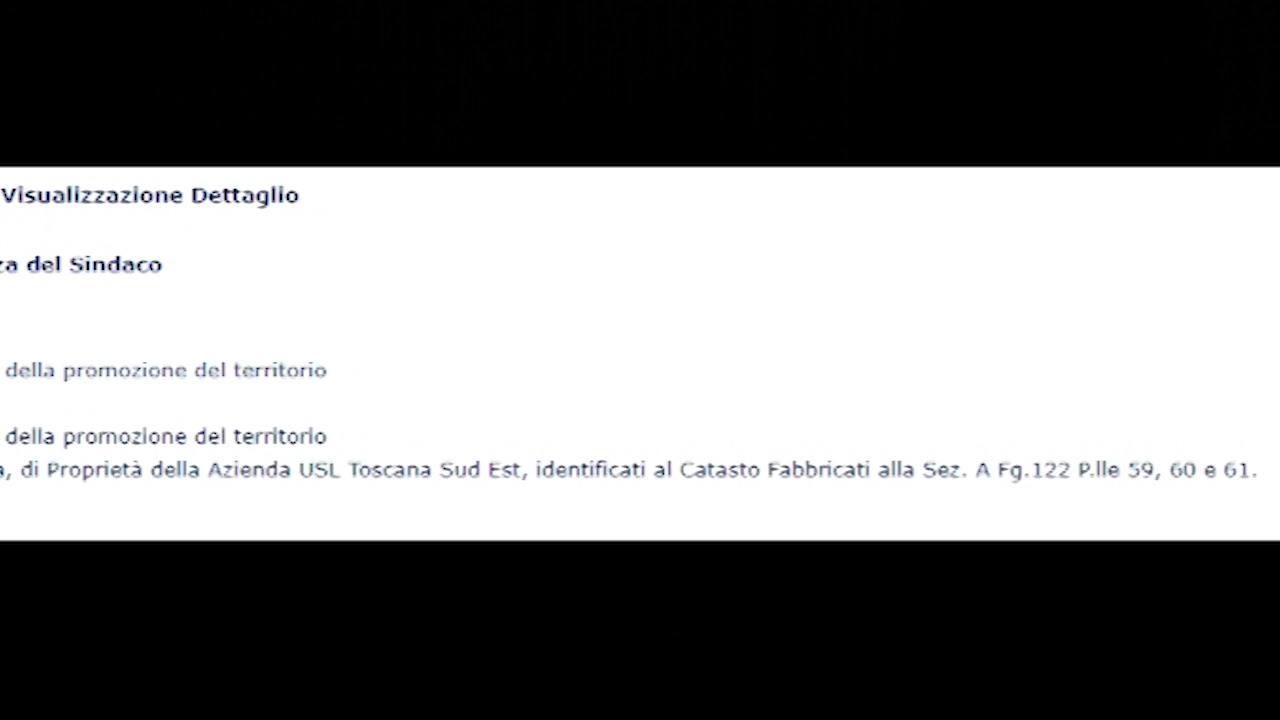 Visualizzazione Dettaglio
za del Sindaco
della promozione del territorio
della promozione del territorio
a, di Proprietà della Azienda USL Toscana Sud Est, identificati al Catasto Fabbricati alla Sez. A Fg.122 P.lle 59, 60 e 61.